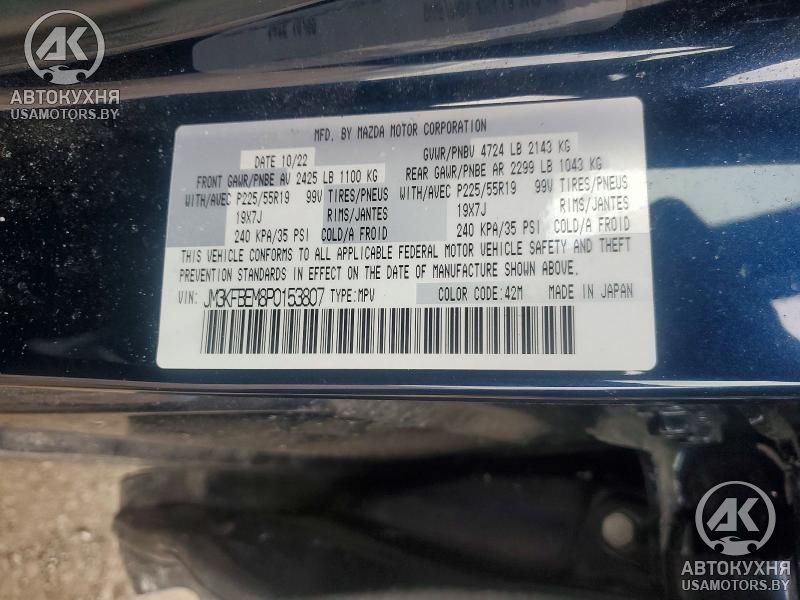 АК
АВТОКУХНЯ
USAMOTORS.BY
MFD. BY MAZDA MOTOR CORPORATION
DATE 10/22
GVWR/PNBV 4724 LB 2143 KG
FRONT GAWR/PNBE AV 2425 LB 1100 KG
REAR GAWR/PNBE AR 2299 LB 1043 KG
WITH/AVEC P225/55R19 99V TIRES/PNEUS
WITH/AVEC P225/55R19 99V TIRES/PNEUS
19X7J RIMS/JANTES
19X7J RIMS/JANTES
240 KPA/35 PSI COLD/A FROID
240 KPA/35 PSI COLD/A FROID
THIS VEHICLE CONFORMS TO ALL APPLICABLE FEDERAL MOTOR VEHICLE SAFETY AND THEFT
PREVENTION STANDARDS IN EFFECT ON THE DATE OF MANUFACTURE SHOWN ABOVE.
VIN: JM3KFBEM8P0153807 TYPE:MPV COLOR CODE:42M MADE IN JAPAN
АК
АВТОКУХНЯ
USAMOTORS.BY